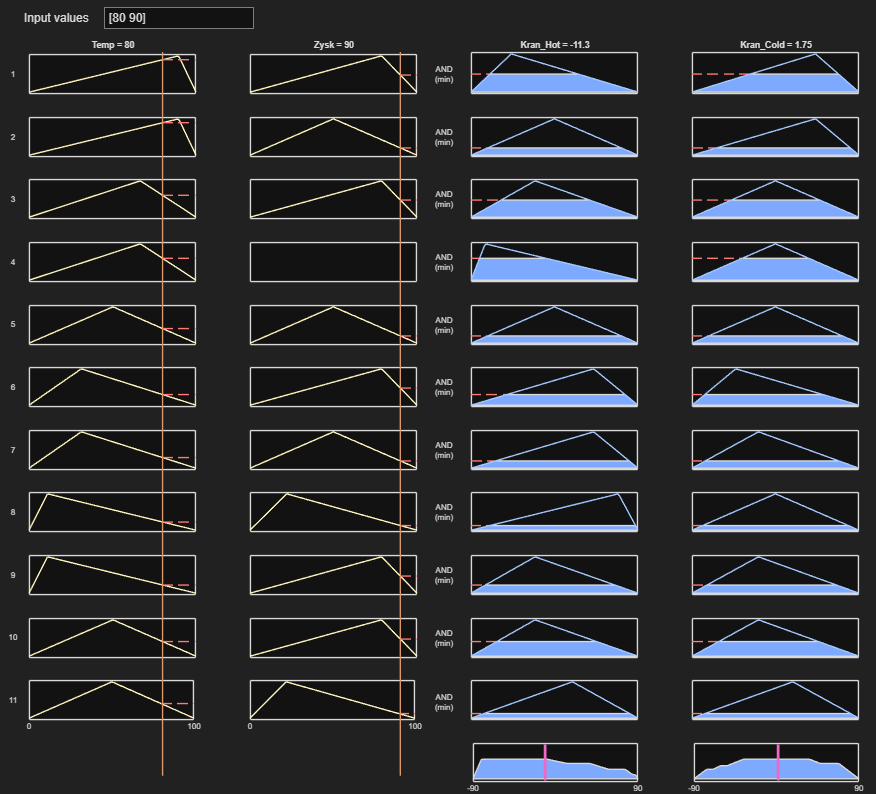 Input values [80 90]
Temp = 80 Zysk = 90 Kran_Hot = -11.3 Kran_Cold = 1.75
1 AND
(min)
2 AND
(min)
3 AND
(min)
4 AND
(min)
5 AND
(min)
6 AND
(min)
7 AND
(min)
8 AND
(min)
9 AND
(min)
10 AND
(min)
11 AND
(min)
0 100 0 100
-90 90 -90 90